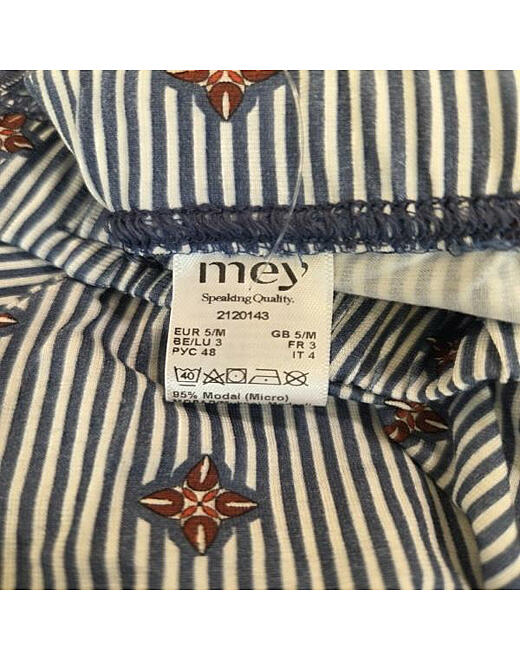 mey
Speaking Quality.
2120143
EUR 5/M GB 5/M
BE/LU 3 FR 3
РУС 48 IT 4
40
95% Modal (Micro)